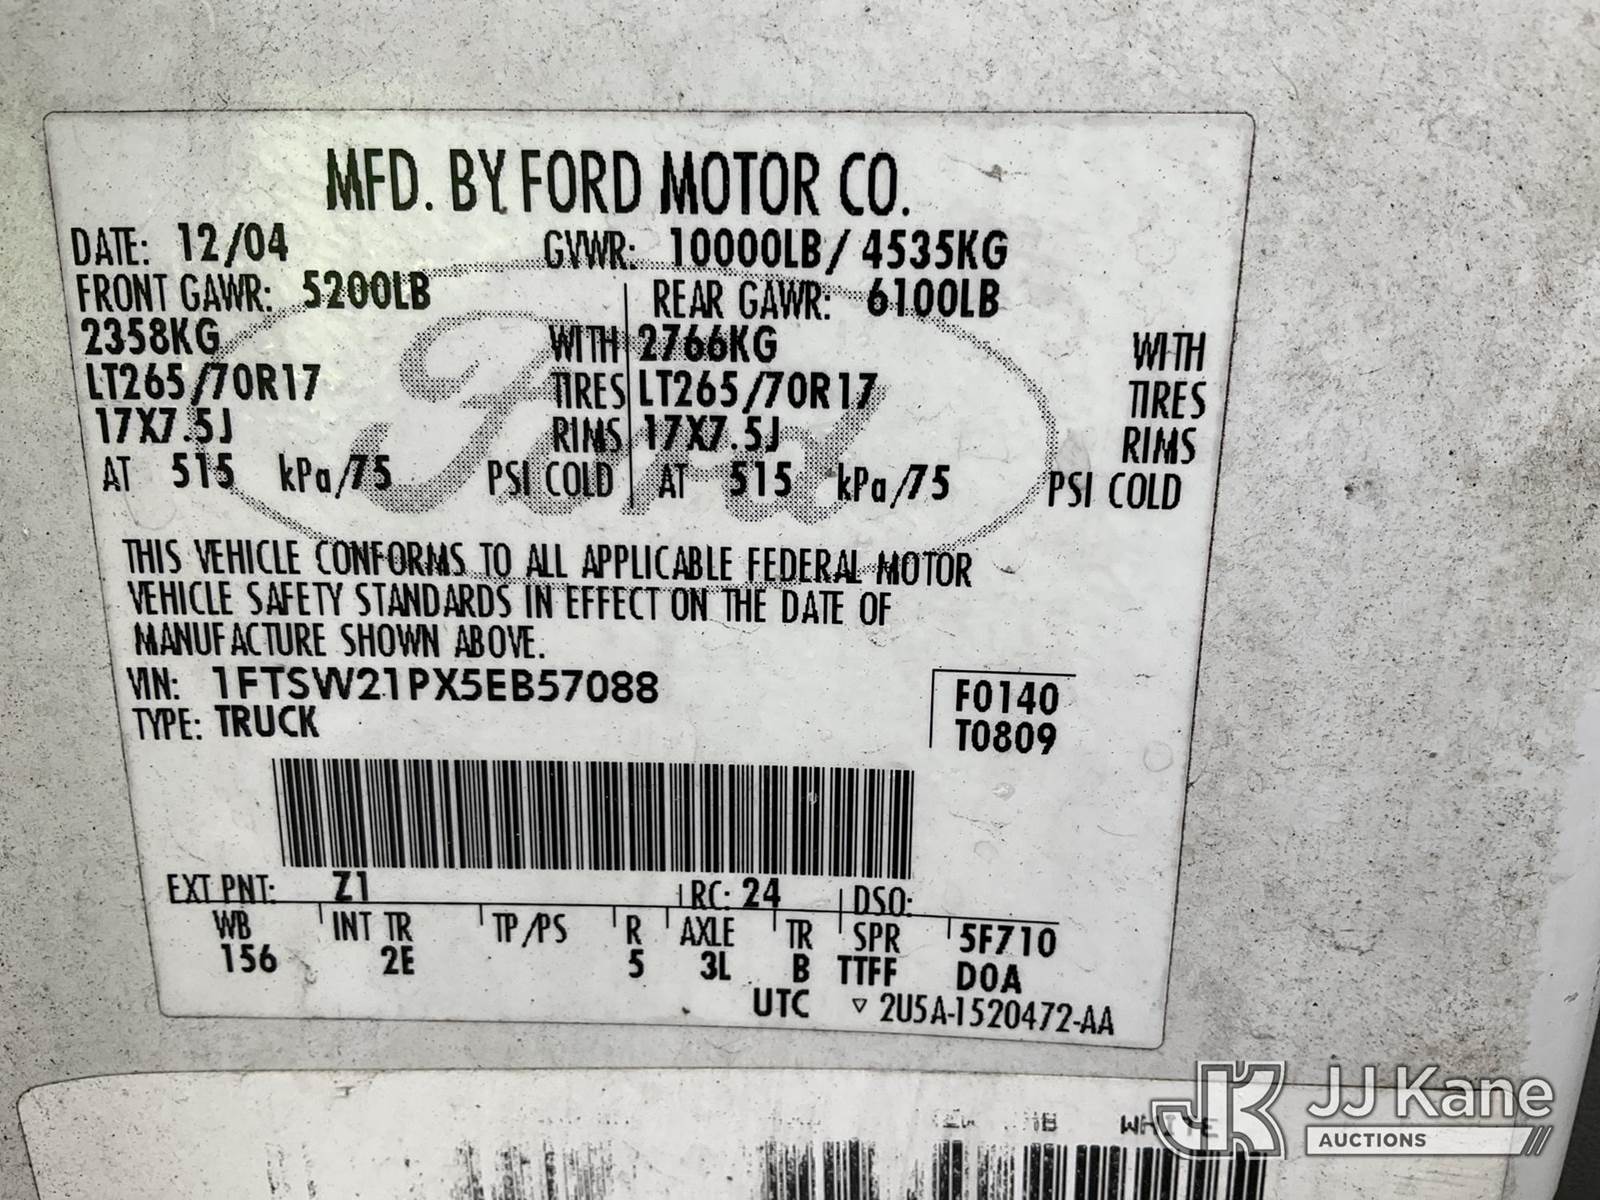 MFD. BY FORD MOTOR CO.
DATE: 12/04 GVWR: 10000LB/ 4535KG
FRONT GAWR: 5200LB REAR GAWR: 6100LB
2358KG WITH 2766KG WITH
LT265/70R17 TIRES LT265/70R17 TIRES
17X7.5J RIMS 17X7.5J RIMS
AT 515 kPa/75 PSI COLD AT 515 kPa/75 PSI COLD
Ford
THIS VEHICLE CONFORMS TO ALL APPLICABLE FEDERAL MOTOR
VEHICLE SAFETY STANDARDS IN EFFECT ON THE DATE OF
MANUFACTURE SHOWN ABOVE.
VIN: 1FTSW21PX5EB57088 F0140
TYPE: TRUCK T0809
EXT PNT: Z1 RC: 24 DSO:
WB INT TR TP/PS R AXLE TR SPR 5F710
156 2E 5 3L B TTFF DOA
UTC ▽ 2U5A-1520472-AA
WHITE
JK JJ Kane
AUCTIONS